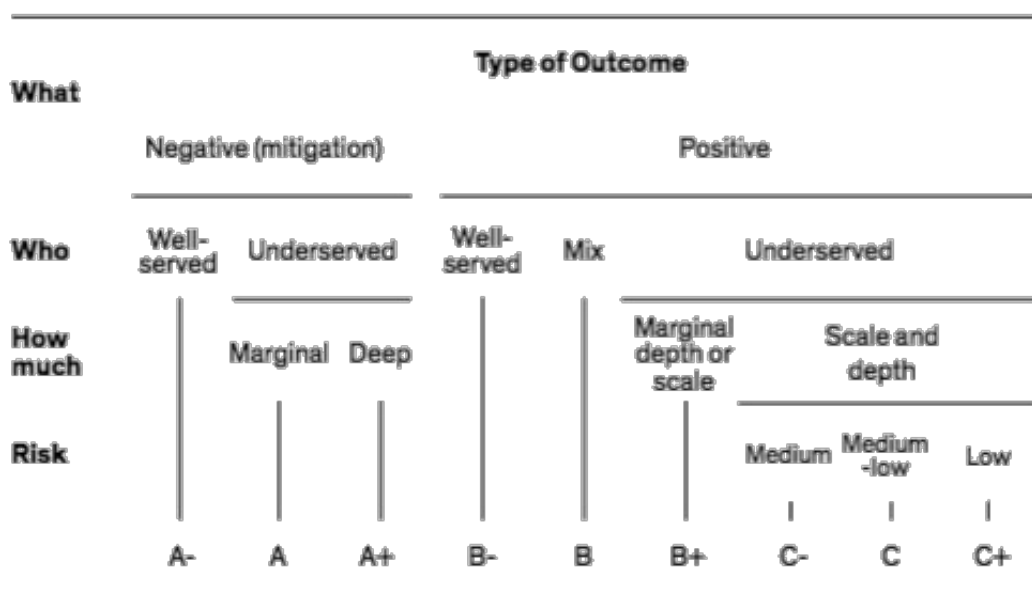 Type of Outcome
What
Negative (mitigation) Positive
Who Well-served Underserved Well-served Mix Underserved
How much Marginal Deep Marginal depth or scale Scale and depth
Risk Medium Medium-low Low
A- A A+ B- B B+ C- C C+